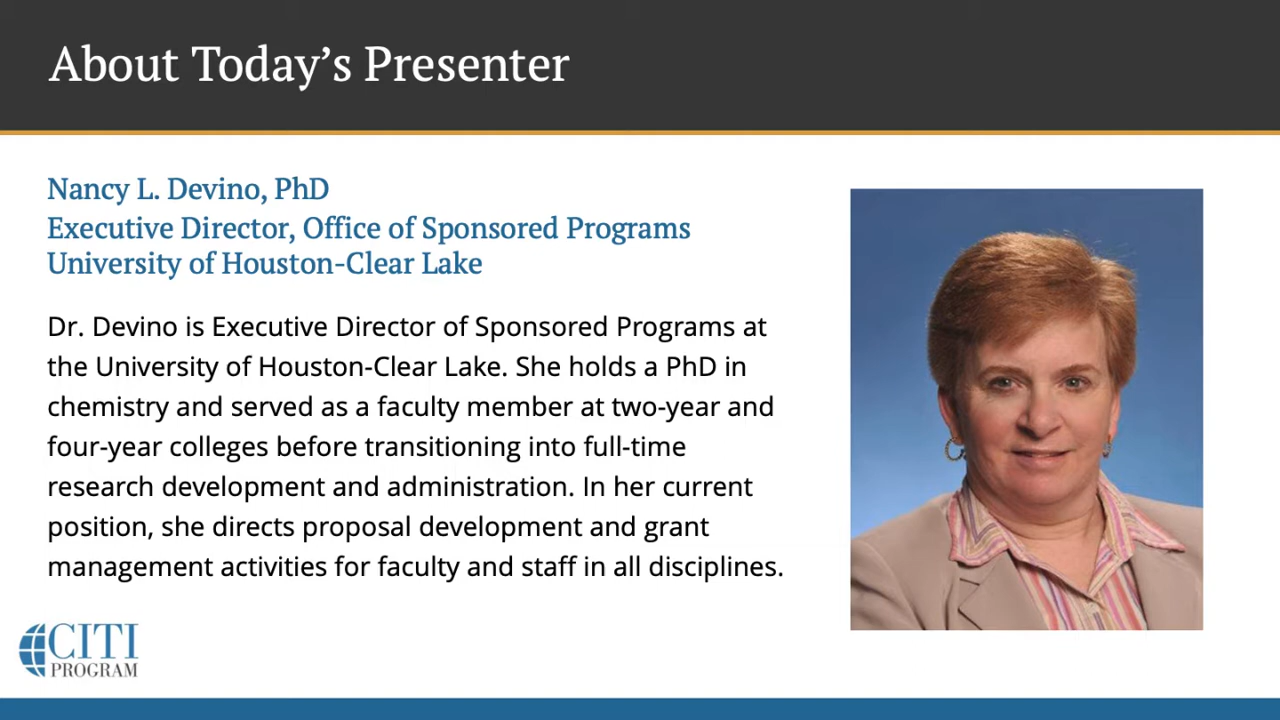 About Today’s Presenter
Nancy L. Devino, PhD
Executive Director, Office of Sponsored Programs
University of Houston-Clear Lake
Dr. Devino is Executive Director of Sponsored Programs at
the University of Houston-Clear Lake. She holds a PhD in
chemistry and served as a faculty member at two-year and
four-year colleges before transitioning into full-time
research development and administration. In her current
position, she directs proposal development and grant
management activities for faculty and staff in all disciplines.
CITI
PROGRAM